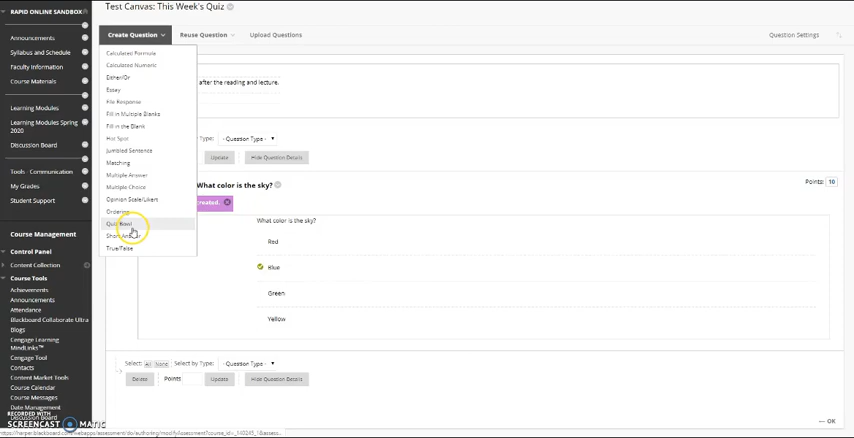 Test Canvas: This Week's Quiz
RAPID ONLINE SANDBOX
Announcements
Syllabus and Schedule
Faculty Information
Course Materials
Learning Modules
Learning Modules Spring
2020
Discussion Board
Tools - Communication
My Grades
Student Support
Course Management
Control Panel
Content Collection
Course Tools
Achievements
Announcements
Attendance
Blackboard Collaborate Ultra
Blogs
Cengage Learning
MindLinks™
Cengage Tool
Contacts
Content Market Tools
Course Calendar
Course Messages
Date Management
Discussion Board
RECORDED WITH
SCREENCAST MATIC
Create Question
Reuse Question
Upload Questions
Question Settings
Calculated Formula
Calculated Numeric
Either/Or
Essay
File Response
Fill in Multiple Blanks
Fill in the Blank
Hot Spot
Jumbled Sentence
Matching
Multiple Answer
Multiple Choice
Opinion Scale/Likert
Ordering
Quiz Bowl
Short Answer
True/False
after the reading and lecture.
Type: - Question Type -
Update
Hide Question Details
What color is the sky?
Points: 10
created.
What color is the sky?
Red
Blue
Green
Yellow
Select: All None Select by Type: - Question Type -
Delete Points Update Hide Question Details
OK